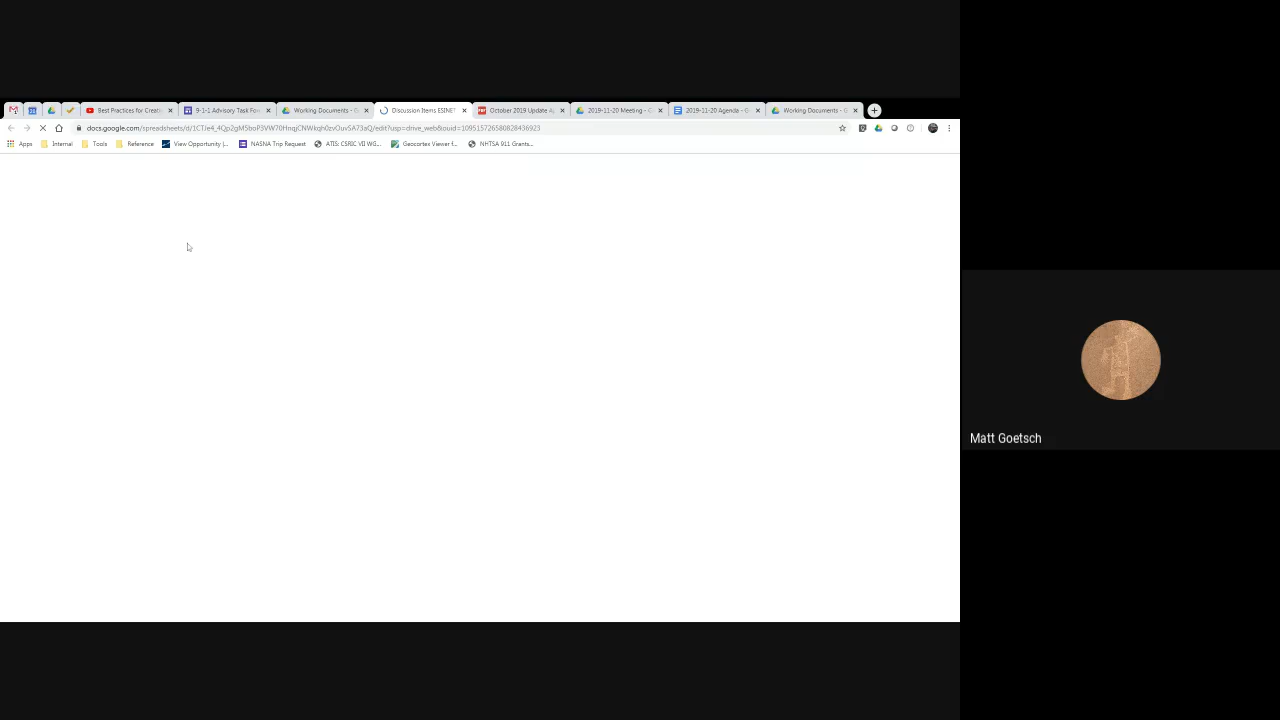 Best Practices for Creati
9-1-1 Advisory Task Fo
Working Documents - G
Discussion Items ESINET
October 2019 Update A
2019-11-20 Meeting -
2019-11-20 Agenda - G
Working Documents - G
Apps
Internal
Tools
Reference
View Opportunity |...
NASNA Trip Request
ATIS: CSRIC VII WG...
Geocortex Viewer f...
NHTSA 911 Grants...
Matt Goetsch